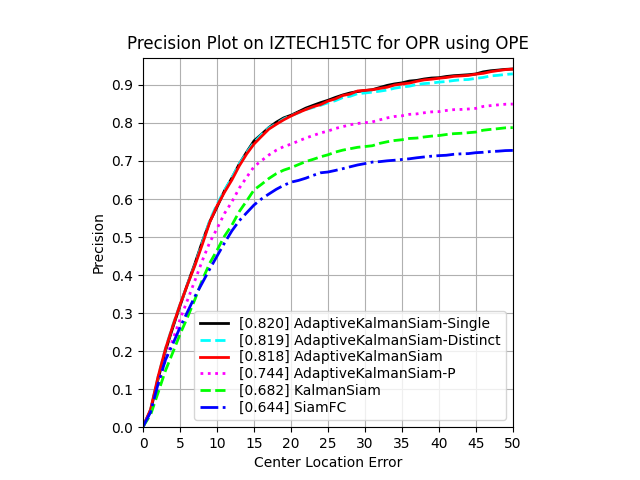 Precision Plot on IZTECH15TC for OPR using OPE
Precision
0.9
0.8
0.7
0.6
0.5
0.4
0.3
0.2
0.1
0.0
[0.820] AdaptiveKalmanSiam-Single
[0.819] AdaptiveKalmanSiam-Distinct
[0.818] AdaptiveKalmanSiam
[0.744] AdaptiveKalmanSiam-P
[0.682] KalmanSiam
[0.644] SiamFC
0 5 10 15 20 25 30 35 40 45 50
Center Location Error